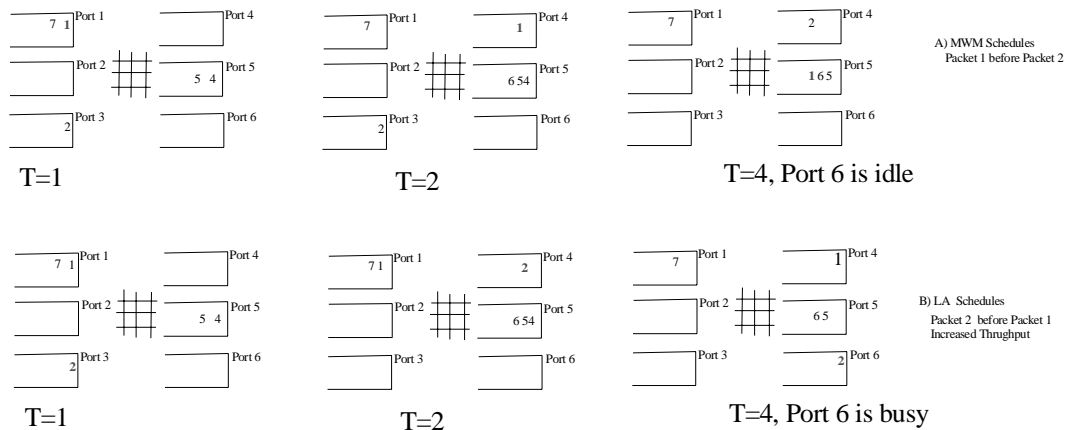 Port 1
7 1
Port 4
Port 2
Port 5
5 4
Port 3
2
Port 6
T=1
Port 1
7
Port 4
1
Port 2
Port 5
6 5 4
Port 3
2
Port 6
T=2
Port 1
7
Port 4
2
Port 2
Port 5
1 6 5
Port 3
Port 6
T=4, Port 6 is idle
A) MWM Schedules
Packet 1 before Packet 2
Port 1
7 1
Port 4
Port 2
Port 5
5 4
Port 3
2
Port 6
T=1
Port 1
7 1
Port 4
2
Port 2
Port 5
6 5 4
Port 3
Port 6
T=2
Port 1
7
Port 4
1
Port 2
Port 5
6 5
Port 3
Port 6
2
T=4, Port 6 is busy
B) LA Schedules
Packet 2 before Packet 1
Increased Thrughput